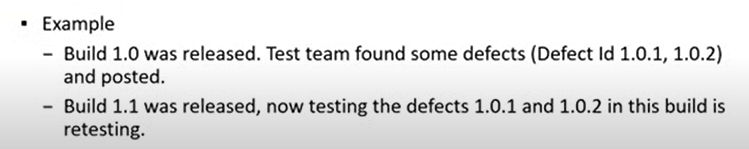 ▪ Example
– Build 1.0 was released. Test team found some defects (Defect Id 1.0.1, 1.0.2)
and posted.
– Build 1.1 was released, now testing the defects 1.0.1 and 1.0.2 in this build is
retesting.